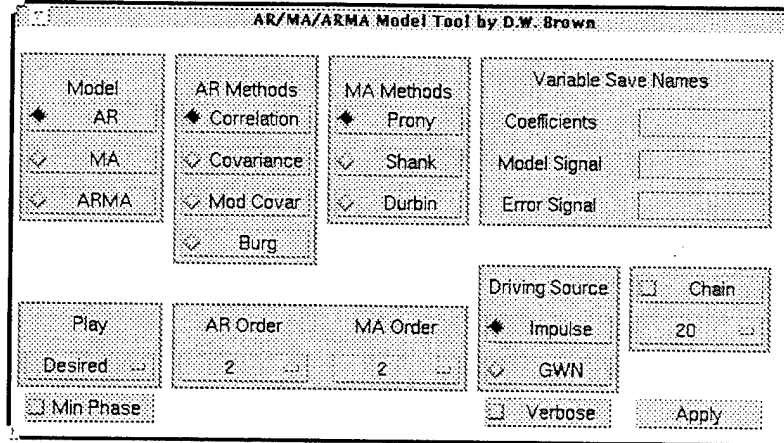 AR/MA/ARMA Model Tool by D.W. Brown
Model
AR
MA
ARMA
AR Methods
Correlation
Covariance
Mod Covar
Burg
MA Methods
Prony
Shank
Durbin
Variable Save Names
Coefficients
Model Signal
Error Signal
Play
Desired
Min Phase
AR Order
2
MA Order
2
Driving Source
Impulse
GWN
Verbose
Chain
20
Apply